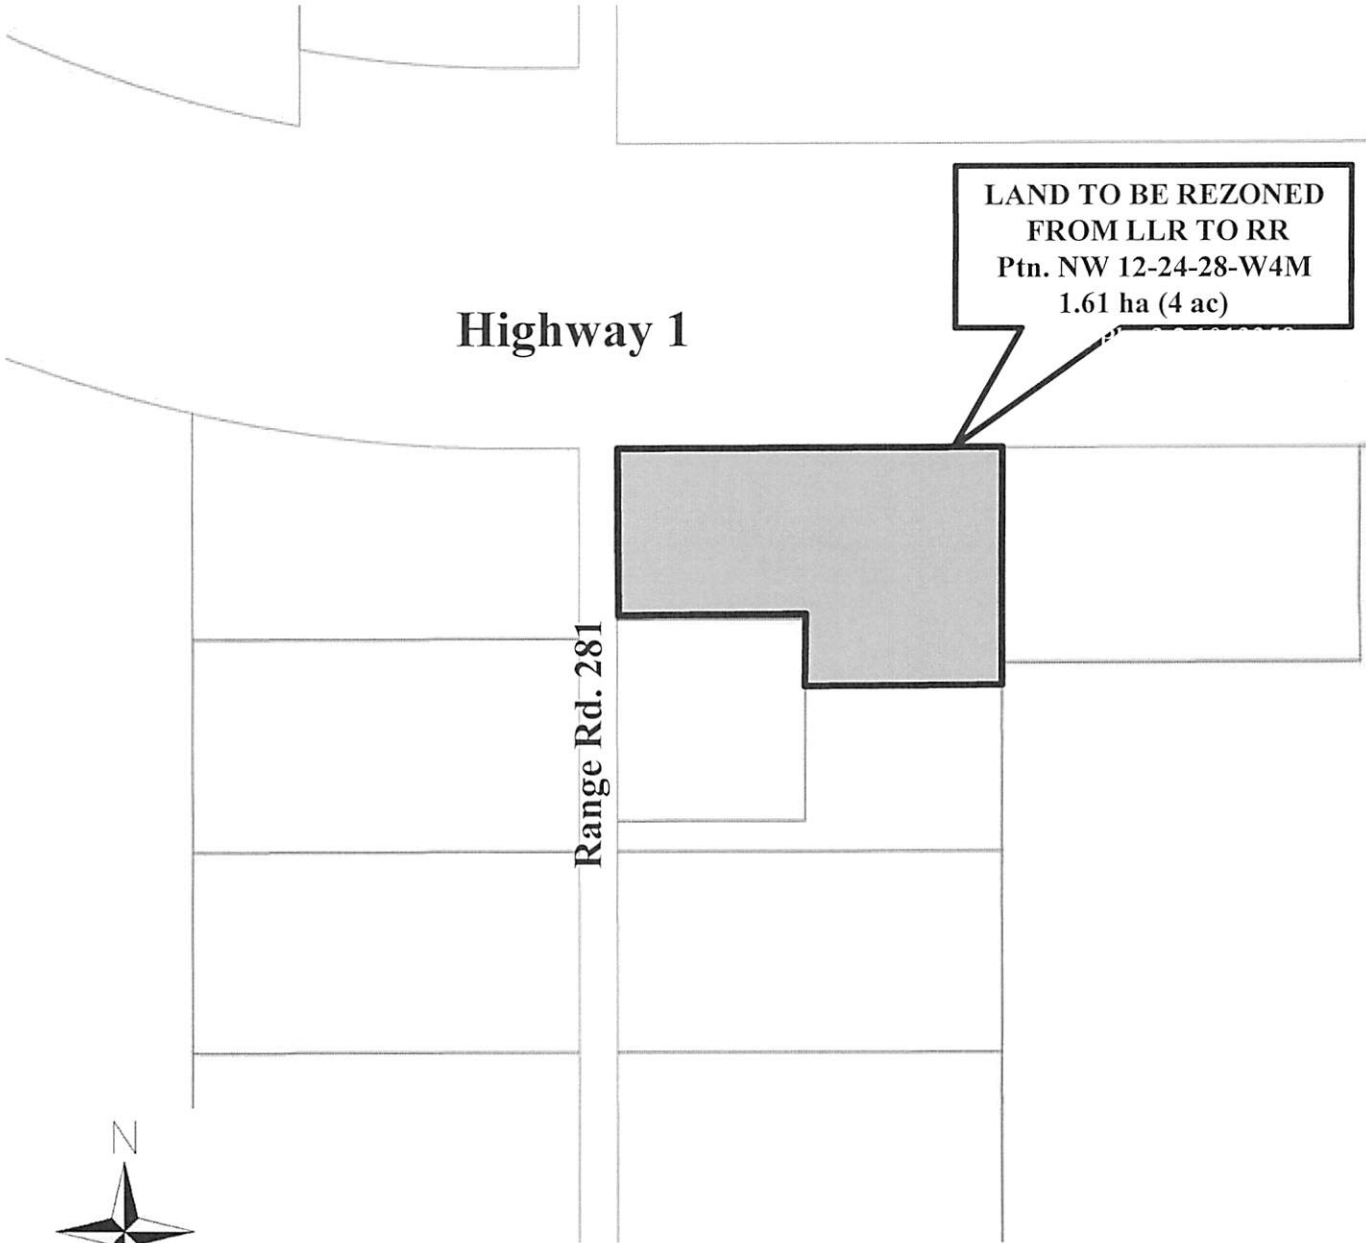 LAND TO BE REZONED
FROM LLR TO RR
Ptn. NW 12-24-28-W4M
1.61 ha (4 ac)
Highway 1
Range Rd. 281
N